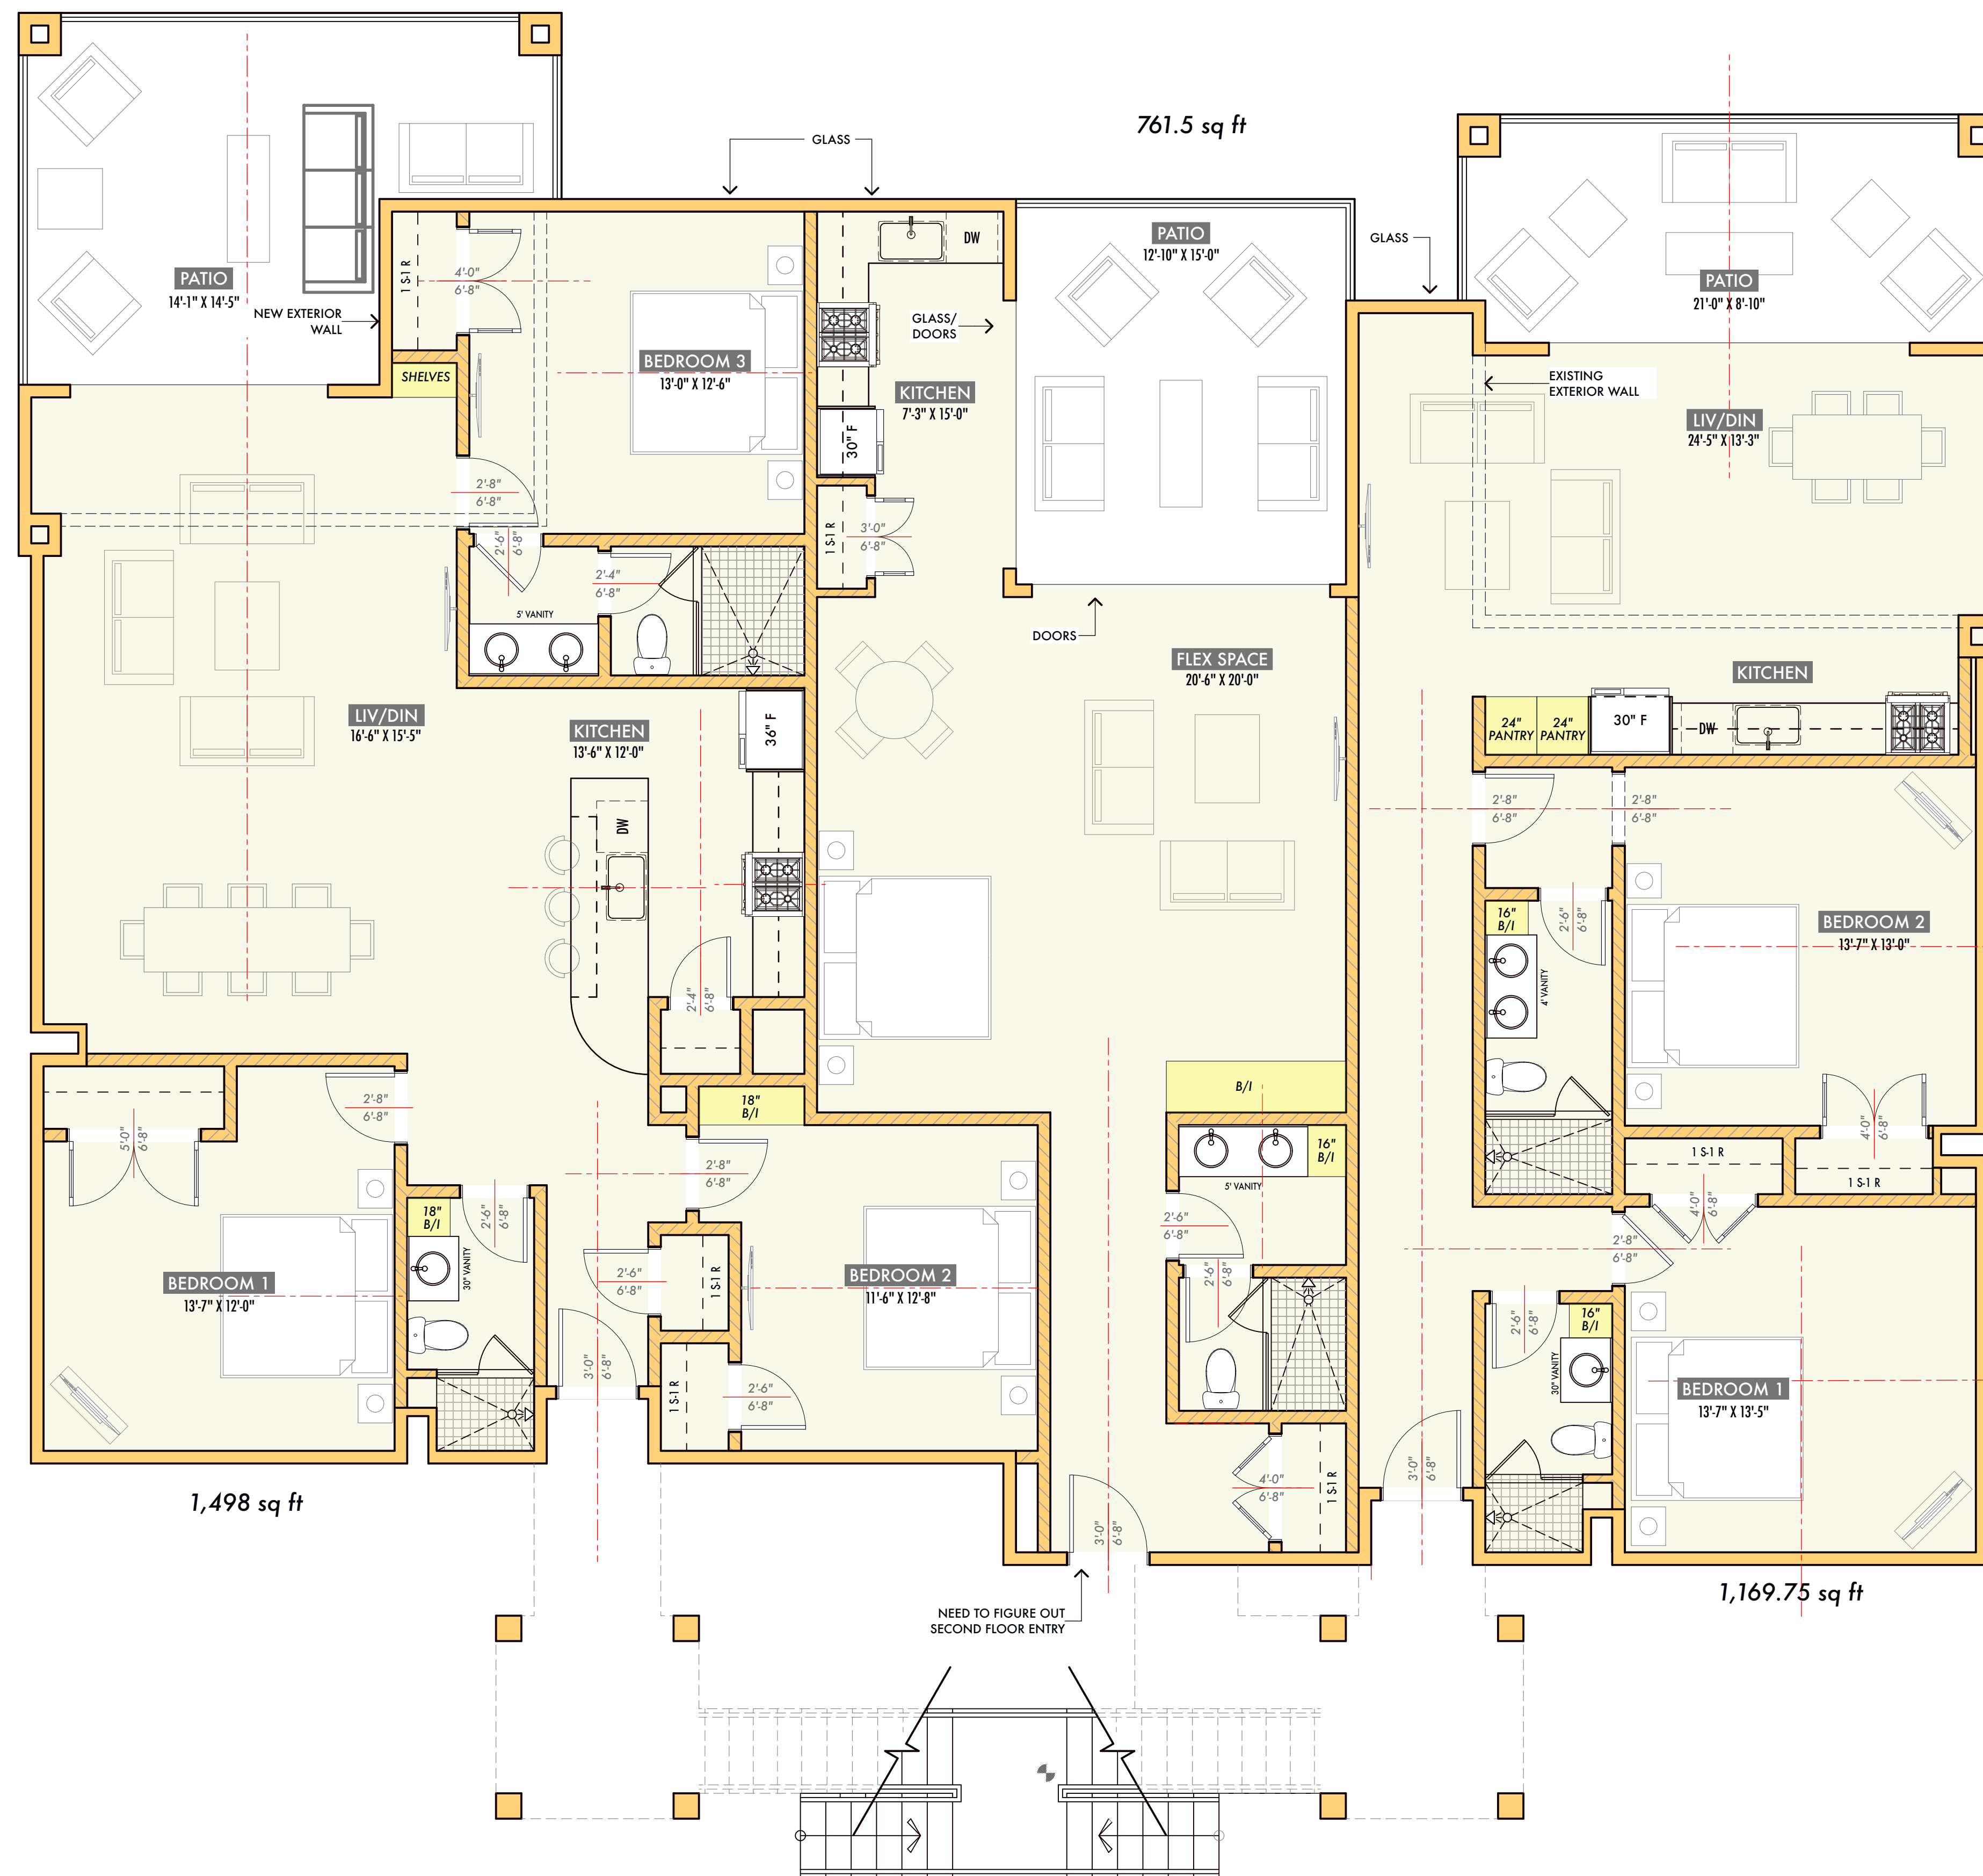 761.5 sq ft
GLASS
PATIO
14'-1" X 14'-5"
NEW EXTERIOR
WALL
1 S-1 R
4'-0"
6'-8"
SHELVES
BEDROOM 3
13'-0" X 12'-6"
2'-8"
6'-8"
2'-6"
6'-8"
2'-4"
6'-8"
5' VANITY
DW
GLASS/
DOORS
KITCHEN
7'-3" X 15'-0"
30" F
1 S-1 R
3'-0"
6'-8"
PATIO
12'-10" X 15'-0"
DOORS
GLASS
PATIO
21'-0" X 8'-10"
EXISTING
EXTERIOR WALL
LIV/DIN
24'-5" X 13'-3"
KITCHEN
24"
PANTRY
24"
PANTRY
30" F
DW
LIV/DIN
16'-6" X 15'-5"
KITCHEN
13'-6" X 12'-0"
36" F
DW
2'-4"
6'-8"
FLEX SPACE
20'-6" X 20'-0"
B/I
2'-8"
6'-8"
2'-8"
6'-8"
16"
B/I
2'-6"
6'-8"
4' VANITY
BEDROOM 2
13'-7" X 13'-0"
4'-0"
6'-8"
1 S-1 R
1 S-1 R
4'-0"
6'-8"
2'-8"
6'-8"
5'-0"
6'-8"
2'-8"
6'-8"
18"
B/I
2'-6"
6'-8"
30" VANITY
BEDROOM 1
13'-7" X 12'-0"
18"
B/I
2'-8"
6'-8"
2'-6"
6'-8"
1 S-1 R
BEDROOM 2
11'-6" X 12'-8"
3'-0"
6'-8"
1 S-1 R
2'-6"
6'-8"
16"
B/I
5' VANITY
2'-6"
6'-8"
2'-6"
6'-8"
4'-0"
6'-8"
1 S-1 R
3'-0"
6'-8"
3'-0"
6'-8"
2'-6"
6'-8"
16"
B/I
30" VANITY
BEDROOM 1
13'-7" X 13'-5"
1,498 sq ft
1,169.75 sq ft
NEED TO FIGURE OUT
SECOND FLOOR ENTRY